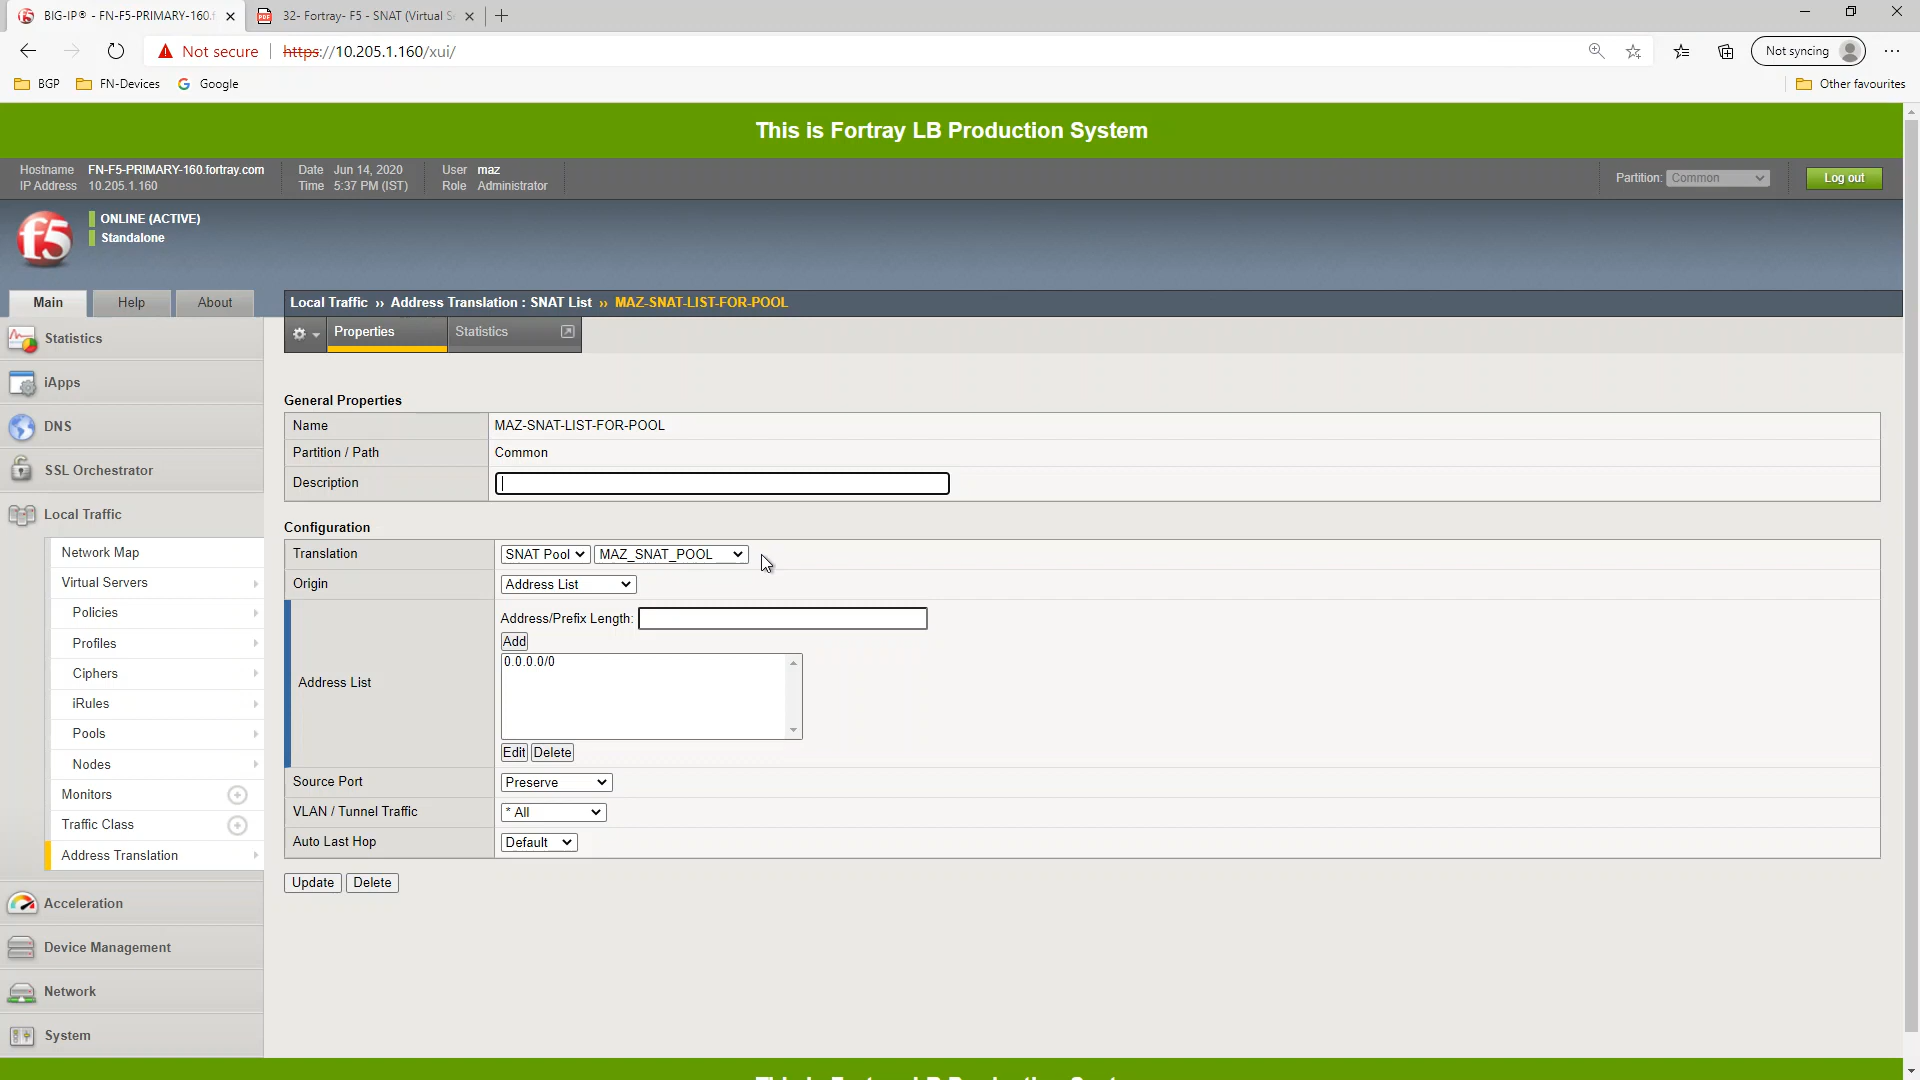 BIG-IP® - FN-F5-PRIMARY-160.f
32- Fortray- F5 - SNAT (Virtual Se
Not secure
https://10.205.1.160/xui/
Not syncing
BGP
FN-Devices
Google
Other favourites
This is Fortray LB Production System
Hostname FN-F5-PRIMARY-160.fortray.com
IP Address 10.205.1.160
Date Jun 14, 2020
Time 5:37 PM (IST)
User maz
Role Administrator
Partition: Common
Log out
f5
ONLINE (ACTIVE)
Standalone
Main
Help
About
Local Traffic ›› Address Translation : SNAT List ›› MAZ-SNAT-LIST-FOR-POOL
Properties
Statistics
Statistics
iApps
DNS
SSL Orchestrator
Local Traffic
Network Map
Virtual Servers
Policies
Profiles
Ciphers
iRules
Pools
Nodes
Monitors
Traffic Class
Address Translation
Acceleration
Device Management
Network
System
General Properties
Name MAZ-SNAT-LIST-FOR-POOL
Partition / Path Common
Description
Configuration
Translation SNAT Pool MAZ_SNAT_POOL
Origin Address List
Address List
Address/Prefix Length:
Add
0.0.0.0/0
Edit Delete
Source Port Preserve
VLAN / Tunnel Traffic * All
Auto Last Hop Default
Update Delete